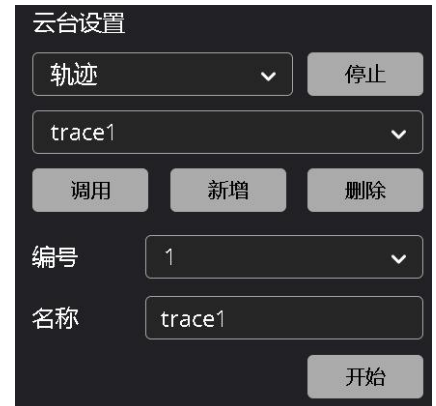 云台设置
轨迹 停止
trace1
调用 新增 删除
编号 1
名称 trace1
开始